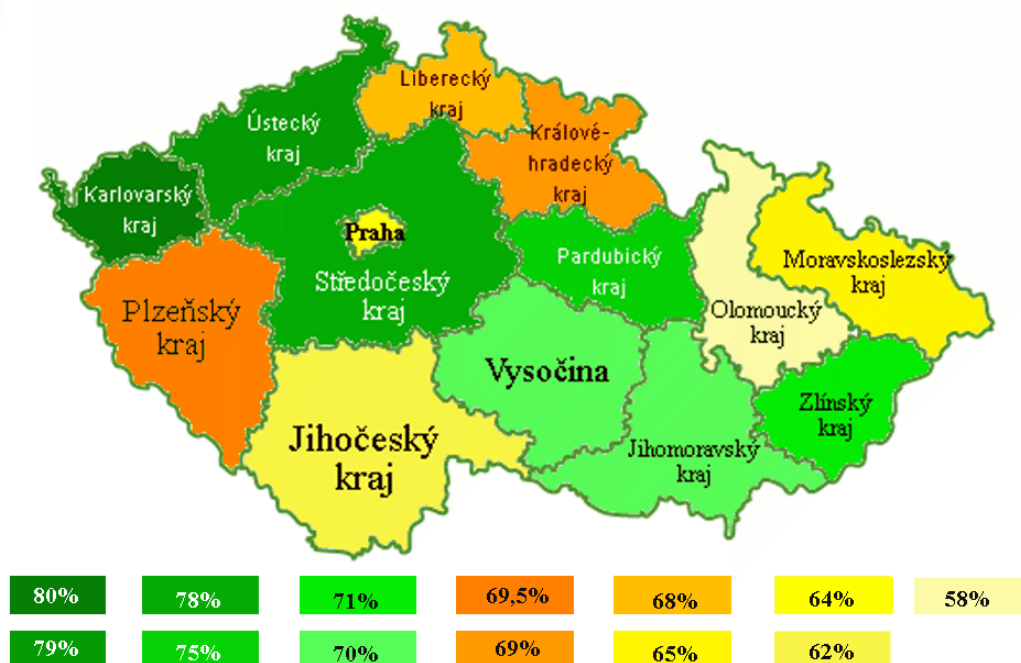 Liberecký
kraj
Ústecký
kraj
Králové-
hradecký
kraj
Karlovarský
kraj
Praha
Pardubický
kraj
Moravskoslezský
kraj
Středočeský
kraj
Plzeňský
kraj
Olomoucký
kraj
Vysočina
Zlínský
kraj
Jihočeský
kraj
Jihomoravský
kraj
80% 78% 71% 69,5% 68% 64% 58%
79% 75% 70% 69% 65% 62%